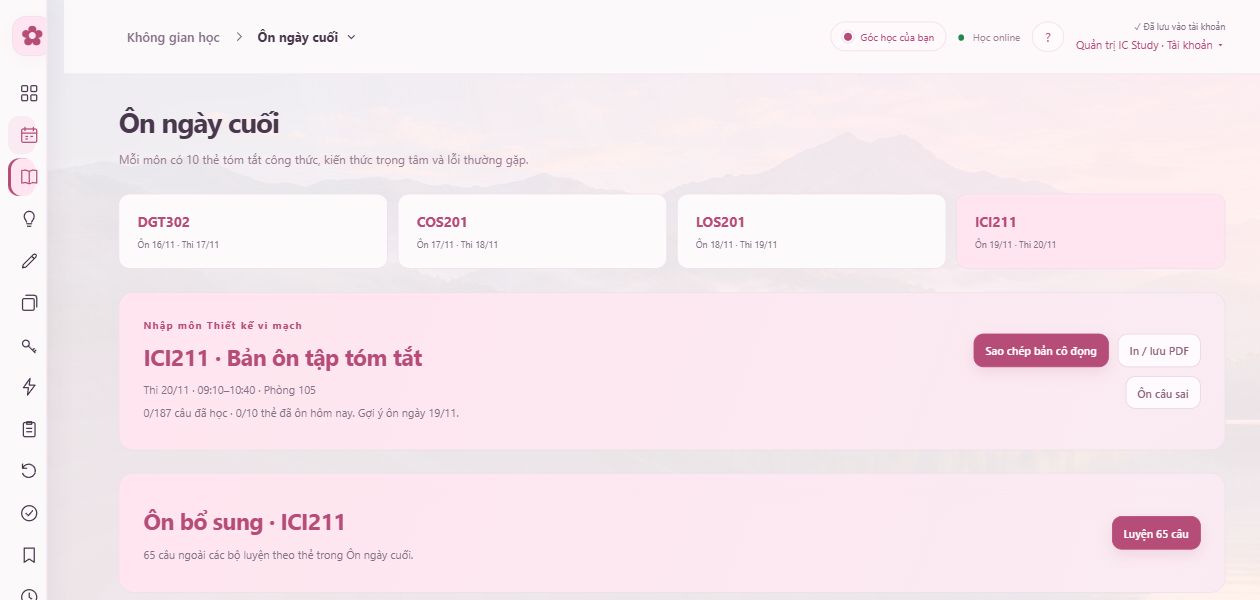 Không gian học > Ôn ngày cuối
Góc học của bạn
Học online
?
✓ Đã lưu vào tài khoản
Quản trị IC Study · Tài khoản
Ôn ngày cuối
Mỗi môn có 10 thẻ tóm tắt công thức, kiến thức trọng tâm và lỗi thường gặp.
DGT302
Ôn 16/11 · Thi 17/11
COS201
Ôn 17/11 · Thi 18/11
LOS201
Ôn 18/11 · Thi 19/11
ICI211
Ôn 19/11 · Thi 20/11
Nhập môn Thiết kế vi mạch
ICI211 · Bản ôn tập tóm tắt
Thi 20/11 · 09:10–10:40 · Phòng 105
0/187 câu đã học · 0/10 thẻ đã ôn hôm nay. Gợi ý ôn ngày 19/11.
Sao chép bản cô đọng
In / lưu PDF
Ôn câu sai
Ôn bổ sung · ICI211
65 câu ngoài các bộ luyện theo thẻ trong Ôn ngày cuối.
Luyện 65 câu